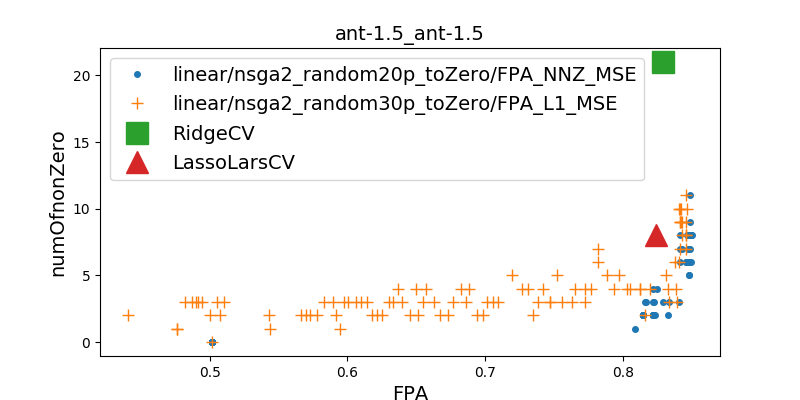 ant-1.5_ant-1.5
linear/nsga2_random20p_toZero/FPA_NNZ_MSE
linear/nsga2_random30p_toZero/FPA_L1_MSE
RidgeCV
LassoLarsCV
numOfnonZero
20
15
10
5
0
0.5 0.6 0.7 0.8
FPA